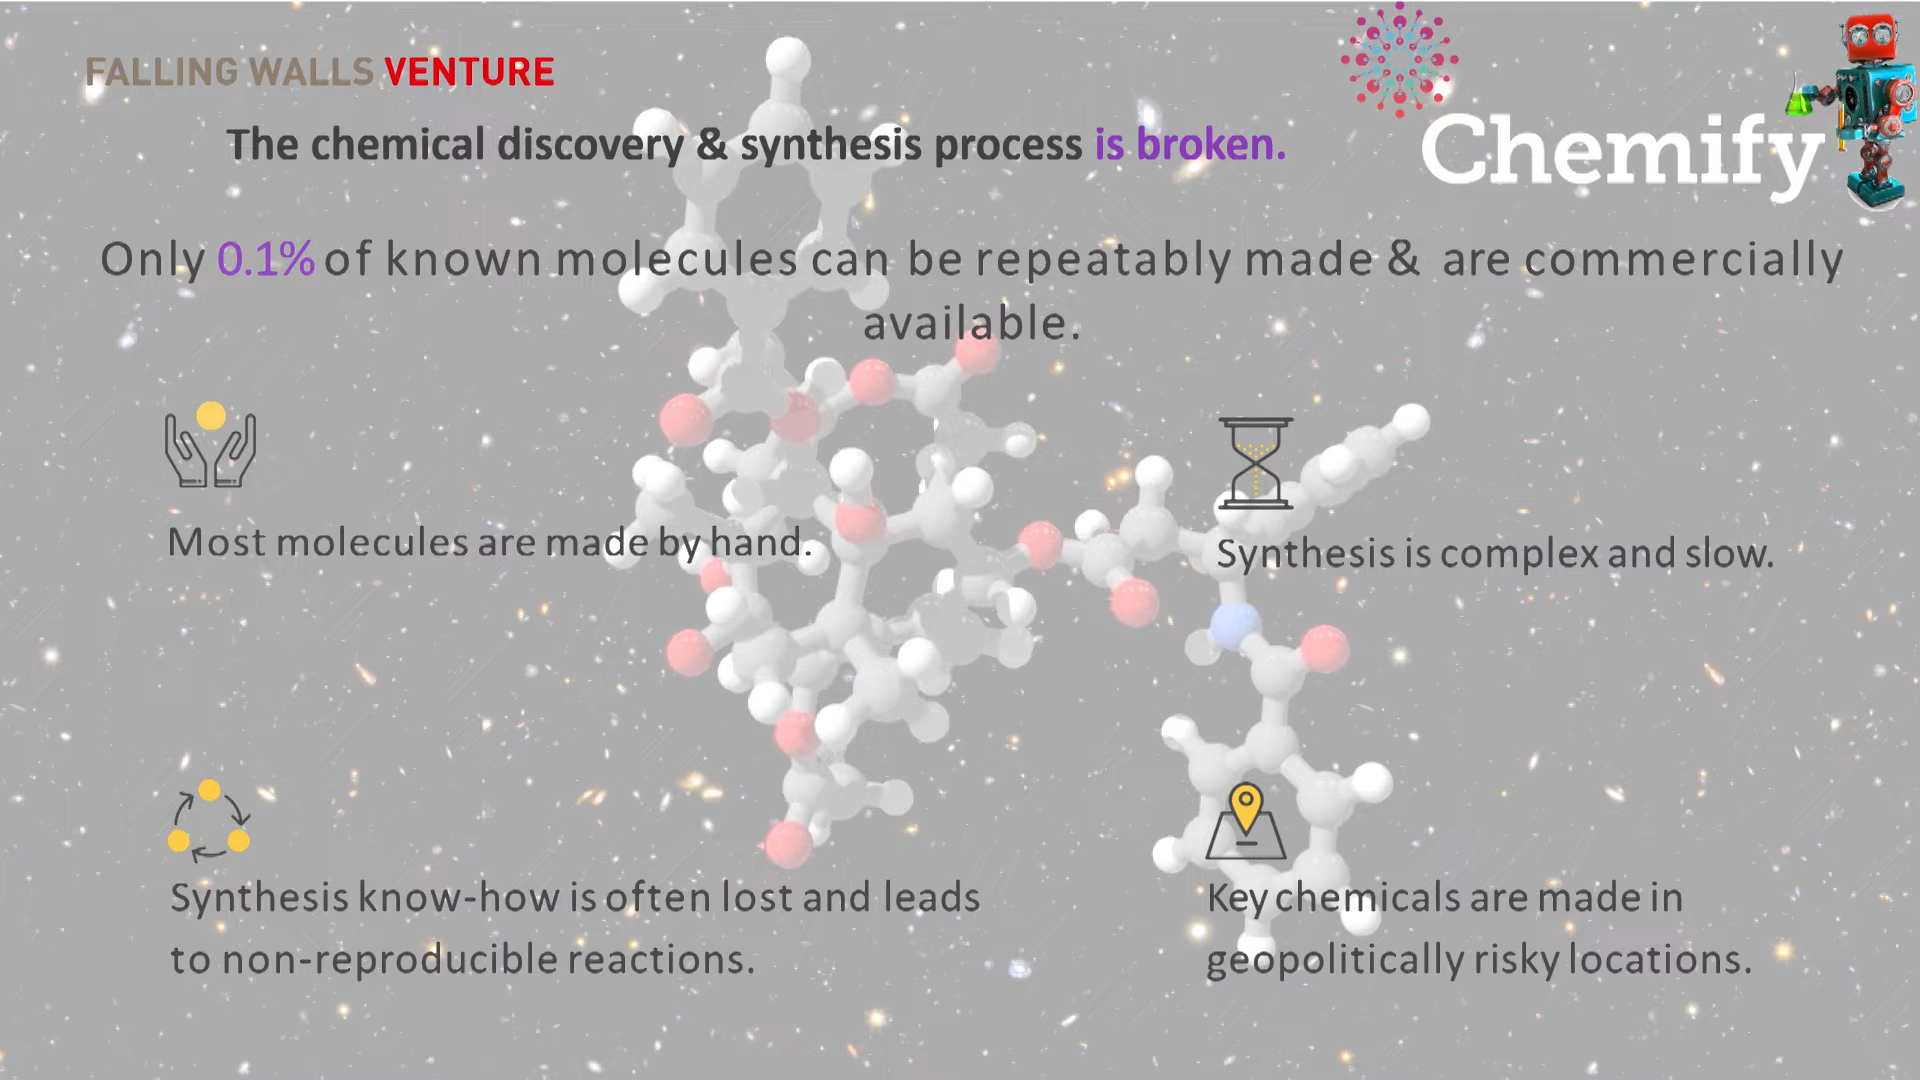 FALLING WALLS VENTURE
Chemify
The chemical discovery & synthesis process is broken.
Only 0.1% of known molecules can be repeatably made & are commercially
available.
Most molecules are made by hand.
Synthesis is complex and slow.
Synthesis know-how is often lost and leads
to non-reproducible reactions.
Key chemicals are made in
geopolitically risky locations.